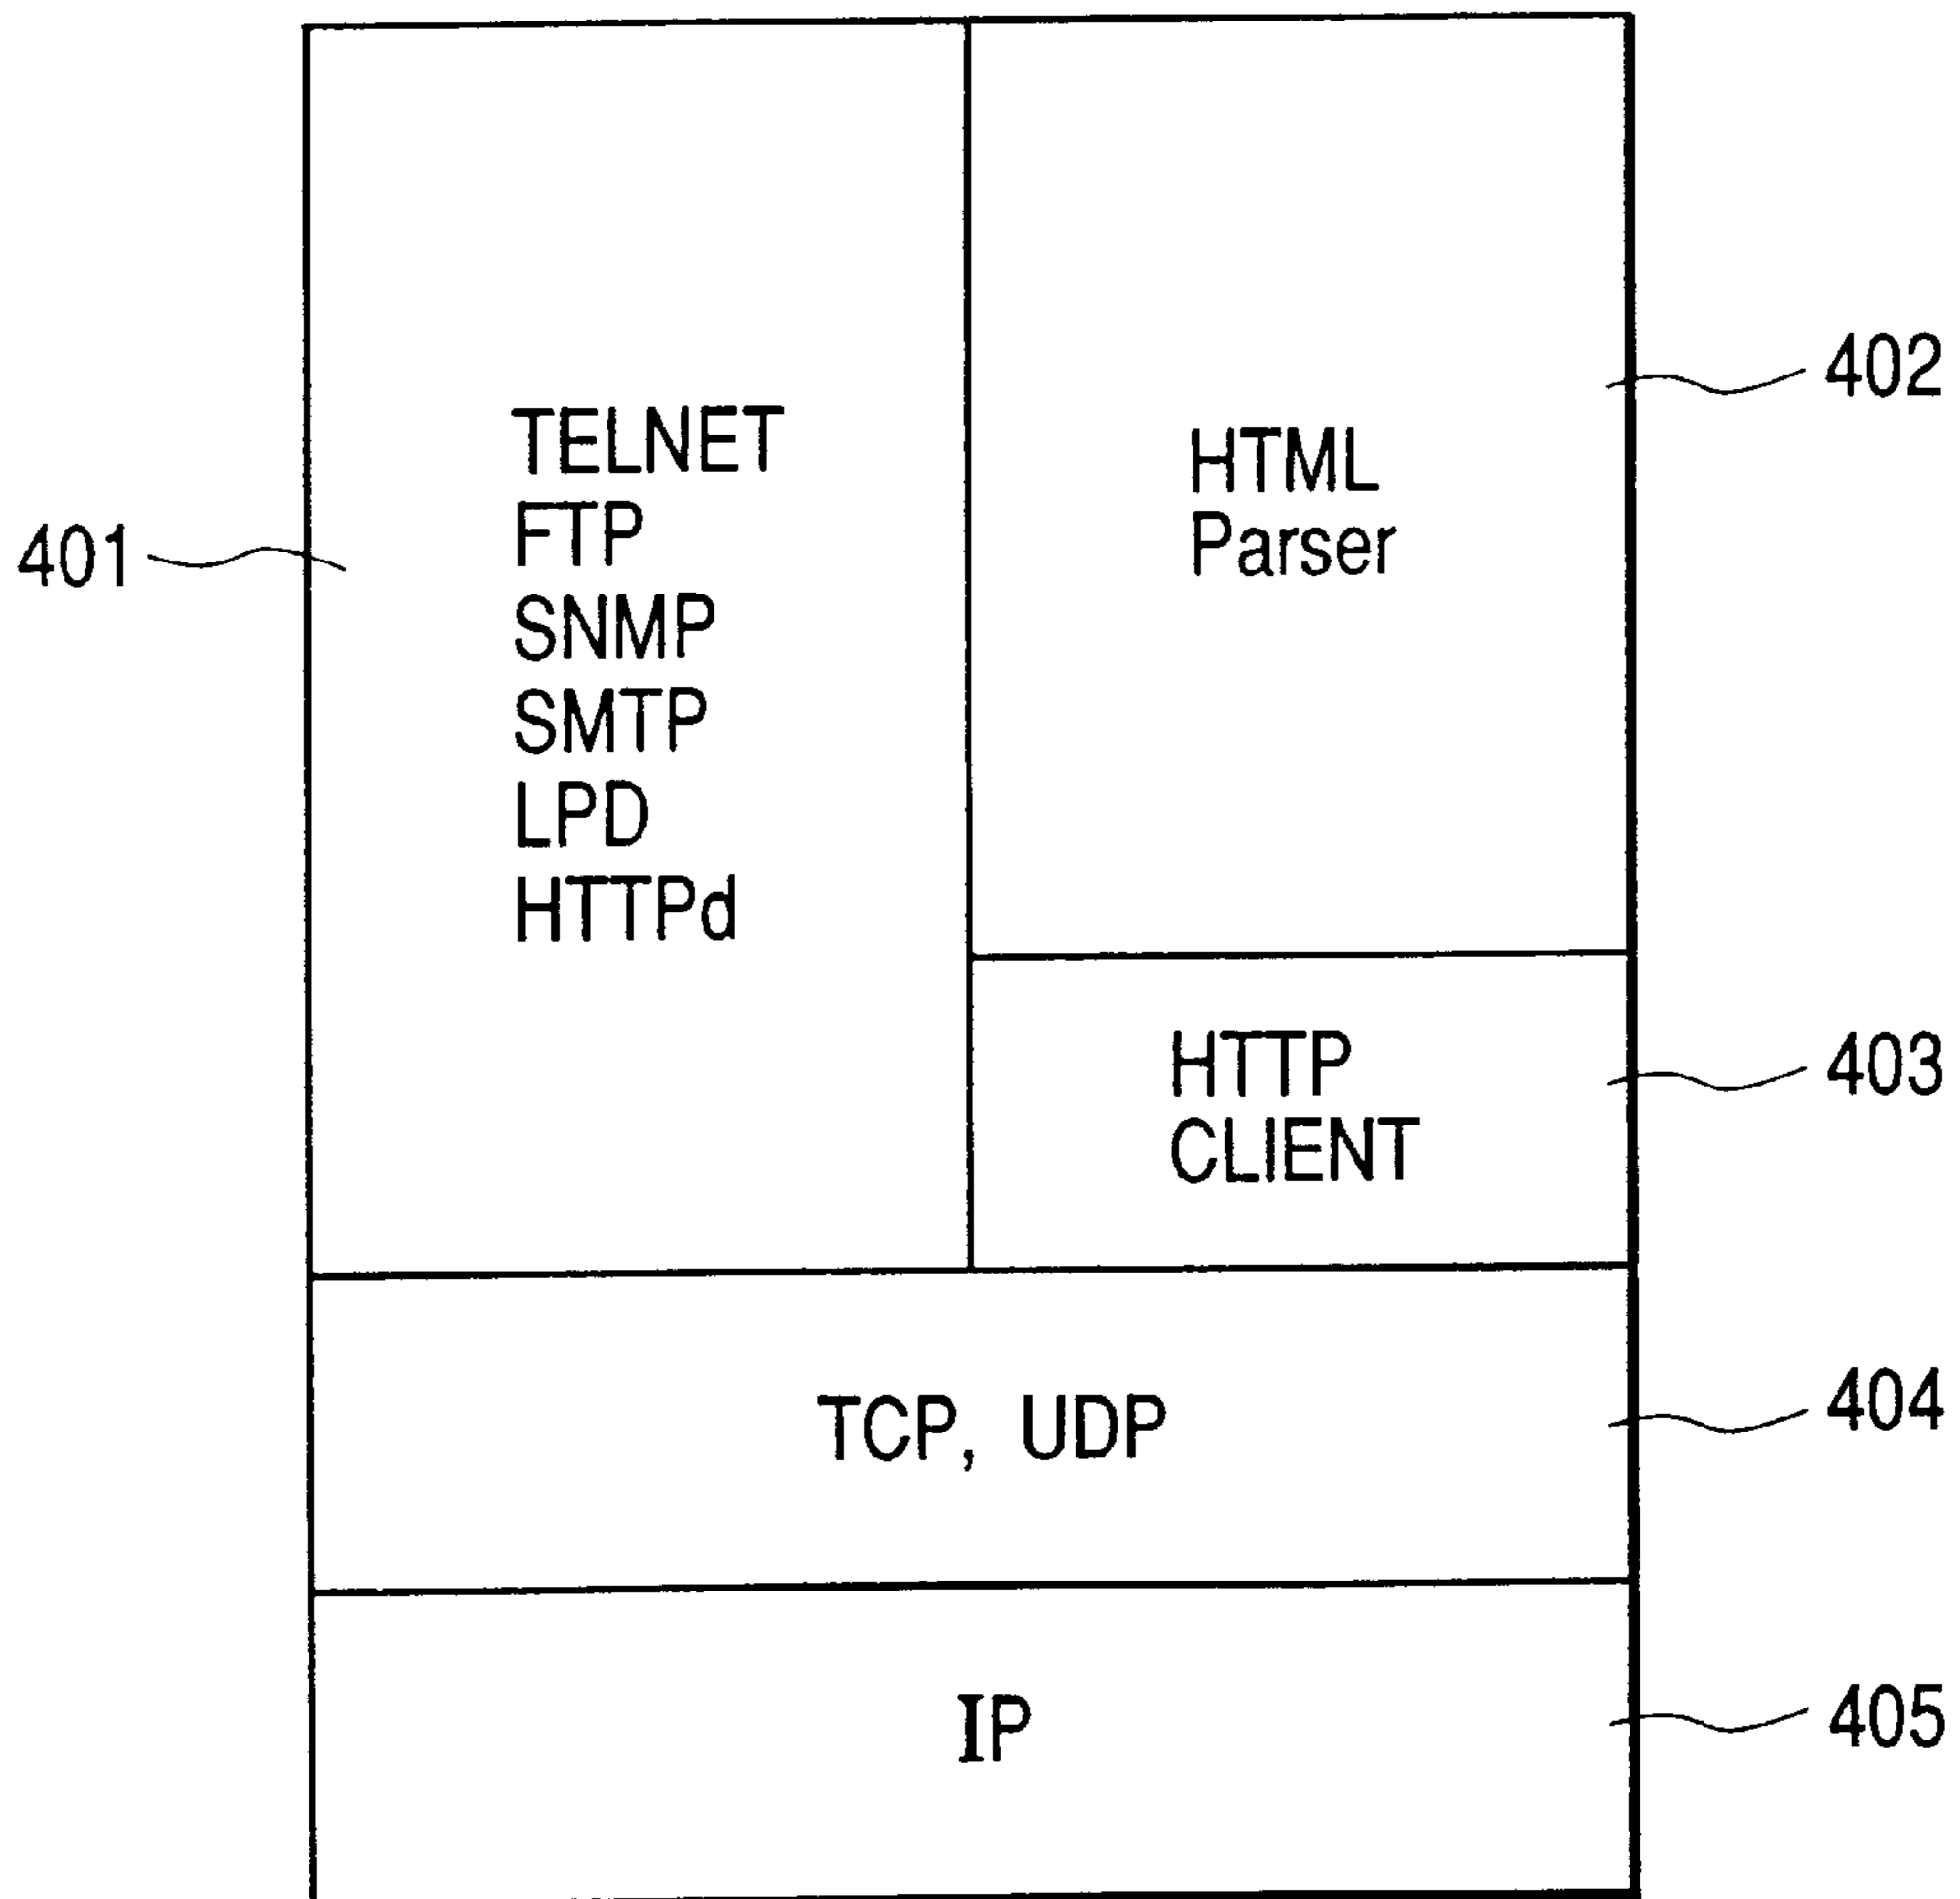 401
TELNET
FTP
SNMP
SMTP
LPD
HTTPd
HTML
Parser
402
HTTP
CLIENT
403
TCP, UDP
404
IP
405